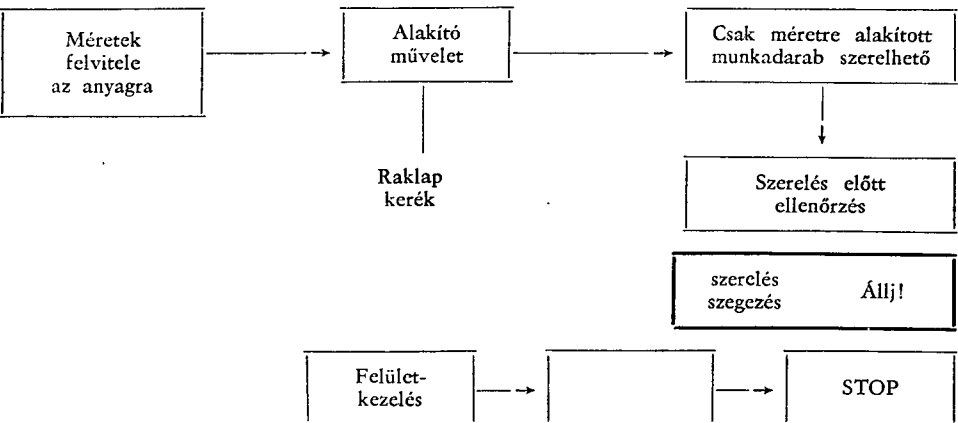 Méretek
felvitele
az anyagra
Alakító
művelet
Csak méretre alakított
munkadarab szerelhető
Raklap
kerék
Szerelés előtt
ellenőrzés
szerelés
szegezés
Állj!
Felület-
kezelés
STOP